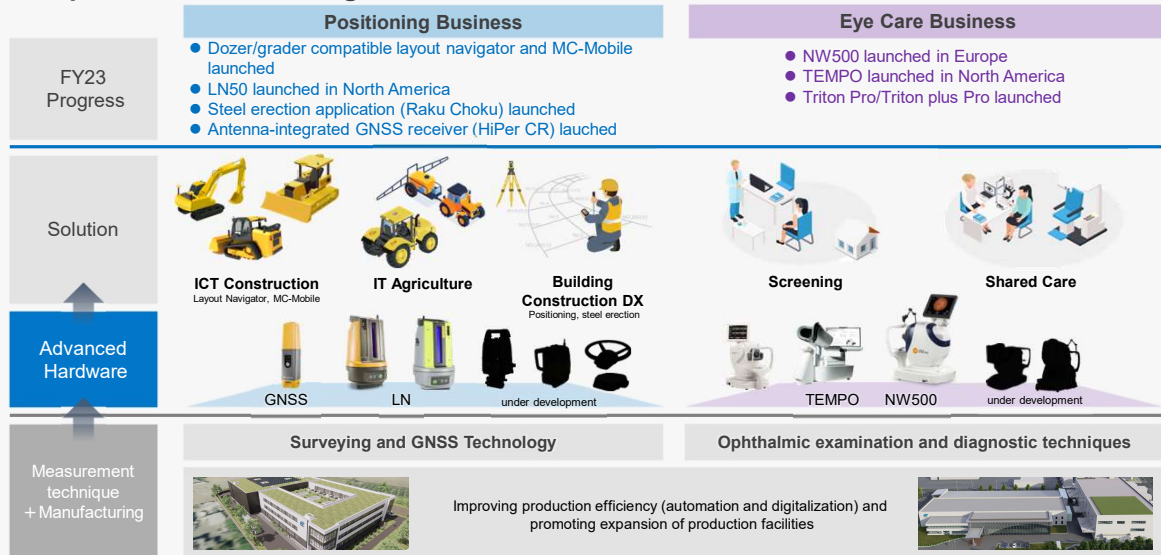 Positioning Business
Eye Care Business
FY23
Progress
● Dozer/grader compatible layout navigator and MC-Mobile
launched
● LN50 launched in North America
● Steel erection application (Raku Choku) launched
● Antenna-integrated GNSS receiver (HiPer CR) lauched
● NW500 launched in Europe
● TEMPO launched in North America
● Triton Pro/Triton plus Pro launched
Solution
ICT Construction
Layout Navigator, MC-Mobile
IT Agriculture
Building
Construction DX
Positioning, steel erection
Screening
Shared Care
Advanced
Hardware
GNSS
LN
under development
TEMPO
NW500
under development
Measurement
technique
+Manufacturing
Surveying and GNSS Technology
Ophthalmic examination and diagnostic techniques
Improving production efficiency (automation and digitalization) and
promoting expansion of production facilities